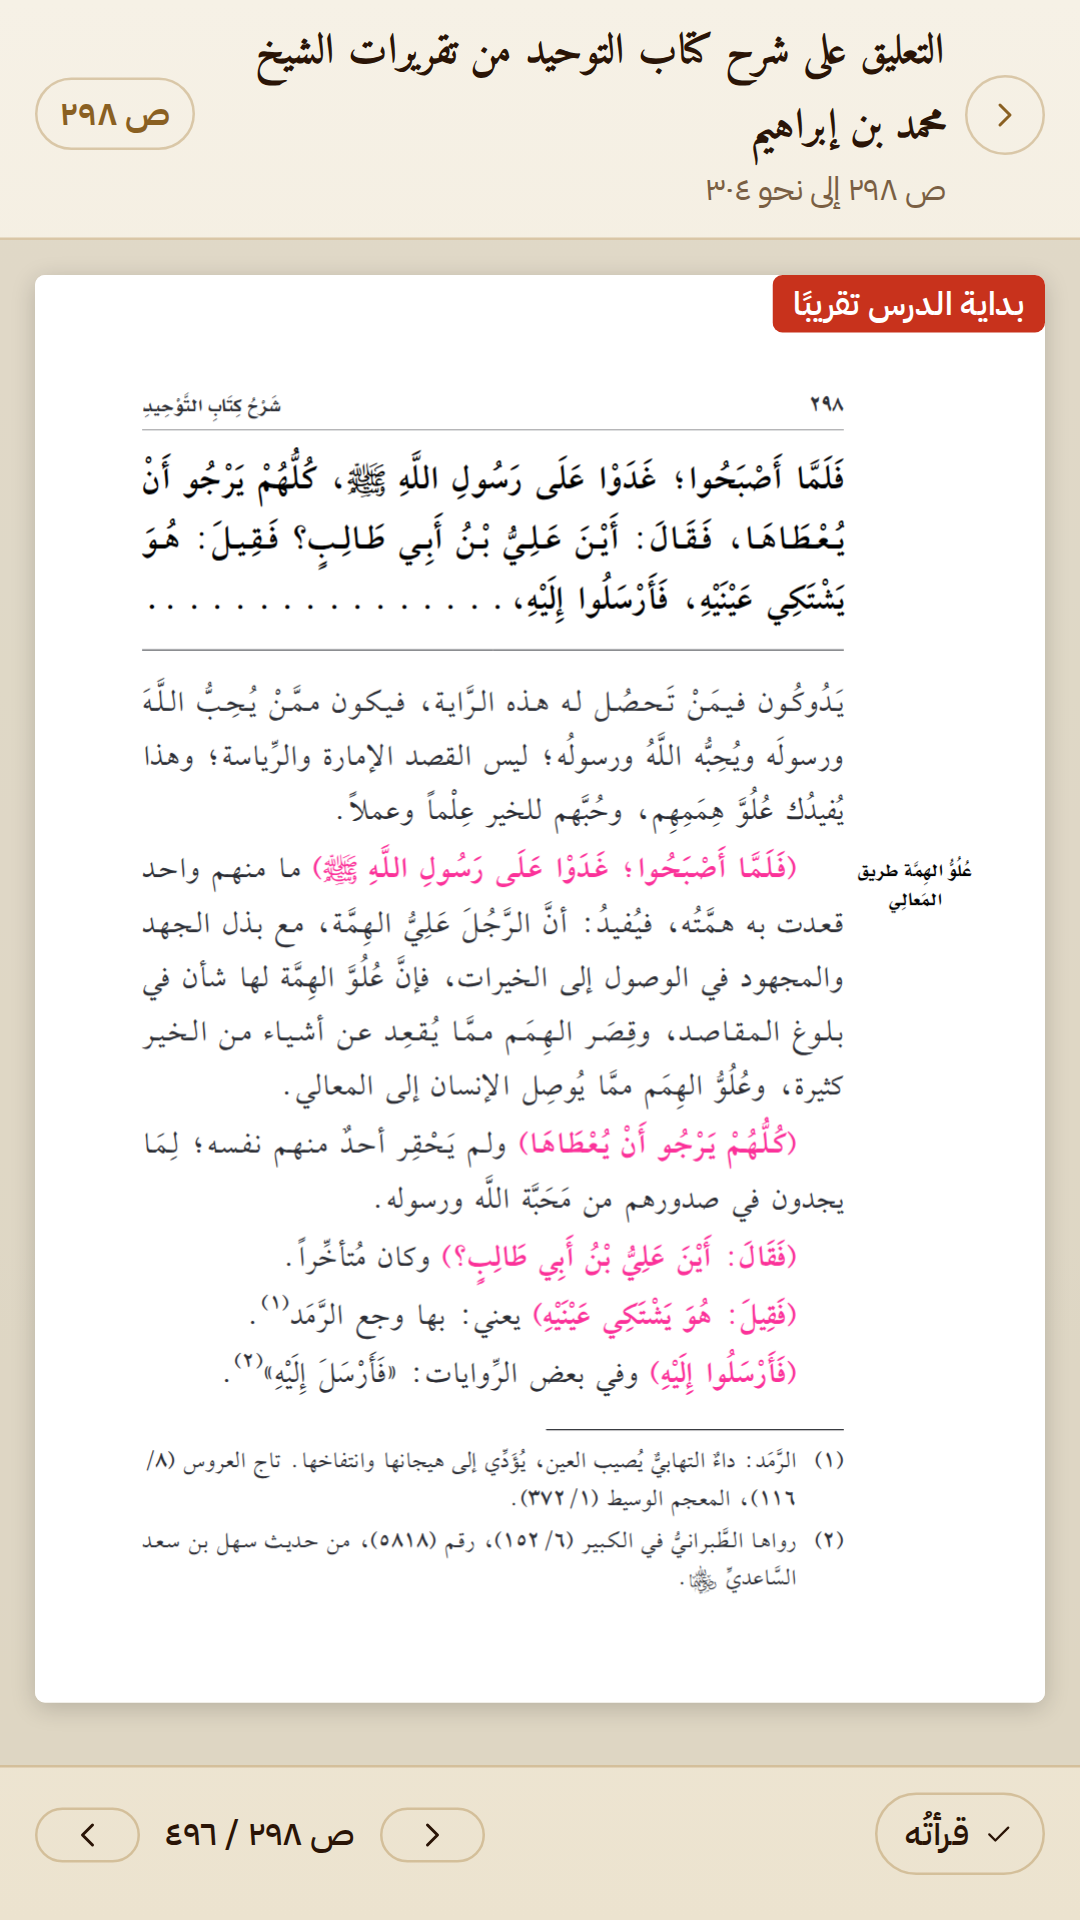 التعليق على شرح كتاب التوحيد من تقريرات الشيخ
محمد بن إبراهيم
ص ٢٩٨ إلى نحو ٣٠٤
ص ٢٩٨
بداية الدرس تقريبًا
٢٩٨
شَرْحُ كِتَابِ التَّوْحِيدِ
فَلَمَّا أَصْبَحُوا؛ غَدَوْا عَلَى رَسُولِ اللَّهِ ﷺ، كُلُّهُمْ يَرْجُو أَنْ
يُعْطَاهَا، فَقَالَ: أَيْنَ عَلِيُّ بْنُ أَبِي طَالِبٍ؟ فَقِيلَ: هُوَ
يَشْتَكِي عَيْنَيْهِ، فَأَرْسَلُوا إِلَيْهِ، . . . . . . . . . . . . . . . .
يَدُوكُون فيمَنْ تَحصُل له هذه الرَّاية، فيكون ممَّنْ يُحِبُّ اللَّهَ
ورسولَه ويُحِبُّه اللَّهُ ورسولُه؛ ليس القصد الإمارة والرِّياسة؛ وهذا
يُفيدُك عُلُوَّ هِمَمِهِم، وحُبَّهم للخير عِلْماً وعملاً.
(فَلَمَّا أَصْبَحُوا؛ غَدَوْا عَلَى رَسُولِ اللَّهِ ﷺ) ما منهم واحد
عُلُوُّ الهِمَّة طريق
المَعالِي
قعدت به همَّتُه، فيُفيدُ: أنَّ الرَّجُلَ عَلِيُّ الهِمَّة، مع بذل الجهد
والمجهود في الوصول إلى الخيرات، فإنَّ عُلُوَّ الهِمَّة لها شأن في
بلوغ المقاصد، وقِصَر الهِمَم ممَّا يُقعِد عن أشياء من الخير
كثيرة، وعُلُوُّ الهِمَم ممَّا يُوصِل الإنسان إلى المعالي.
(كُلُّهُمْ يَرْجُو أَنْ يُعْطَاهَا) ولم يَحْقِر أحدٌ منهم نفسه؛ لِمَا
يجدون في صدورهم من مَحَبَّة اللَّه ورسوله.
(فَقَالَ: أَيْنَ عَلِيُّ بْنُ أَبِي طَالِبٍ؟) وكان مُتأخِّراً.
(فَقِيلَ: هُوَ يَشْتَكِي عَيْنَيْهِ) يعني: بها وجع الرَّمَد(١).
(فَأَرْسَلُوا إِلَيْهِ) وفي بعض الرِّوايات: «فَأَرْسَلَ إِلَيْهِ»(٢).
(١) الرَّمَد: داءٌ التهابيٌّ يُصيب العين، يُؤَدِّي إلى هيجانها وانتفاخها. تاج العروس (٨/
١١٦)، المعجم الوسيط (١/ ٣٧٢).
(٢) رواها الطَّبرانيُّ في الكبير (٦/ ١٥٢)، رقم (٥٨١٨)، من حديث سهل بن سعد
السَّاعديِّ رضي الله عنهما.
قرأتُه
ص ٢٩٨ / ٤٩٦